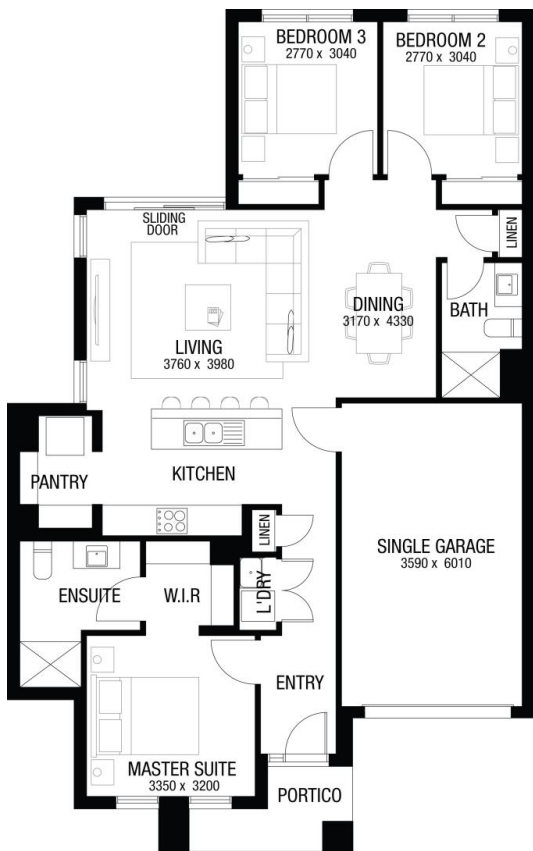 BEDROOM 3
2770 x 3040
BEDROOM 2
2770 x 3040
SLIDING
DOOR
LINEN
BATH
DINING
3170 x 4330
LIVING
3760 x 3980
PANTRY
KITCHEN
LINEN
SINGLE GARAGE
3590 x 6010
ENSUITE
W.I.R
L'DRY
ENTRY
MASTER SUITE
3350 x 3200
PORTICO